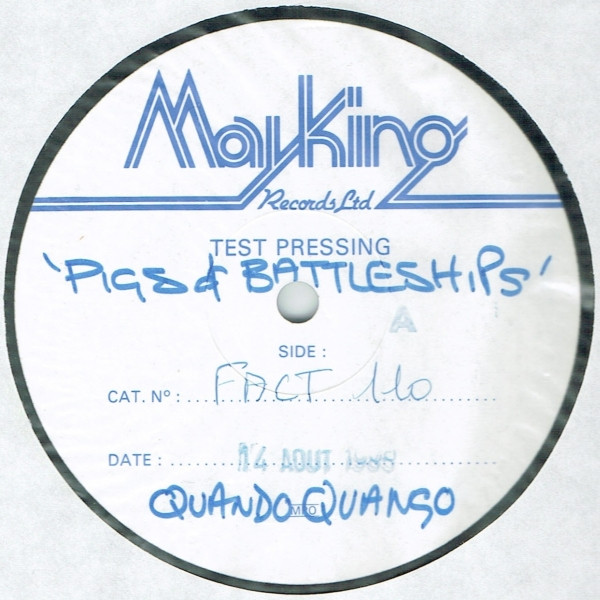 MayKing
Records Ltd
TEST PRESSING
'PIGS & BATTLESHIPS'
A
SIDE :
CAT. Nº : FACT 110
DATE : 14 AOUT
QUANDO QUANGO